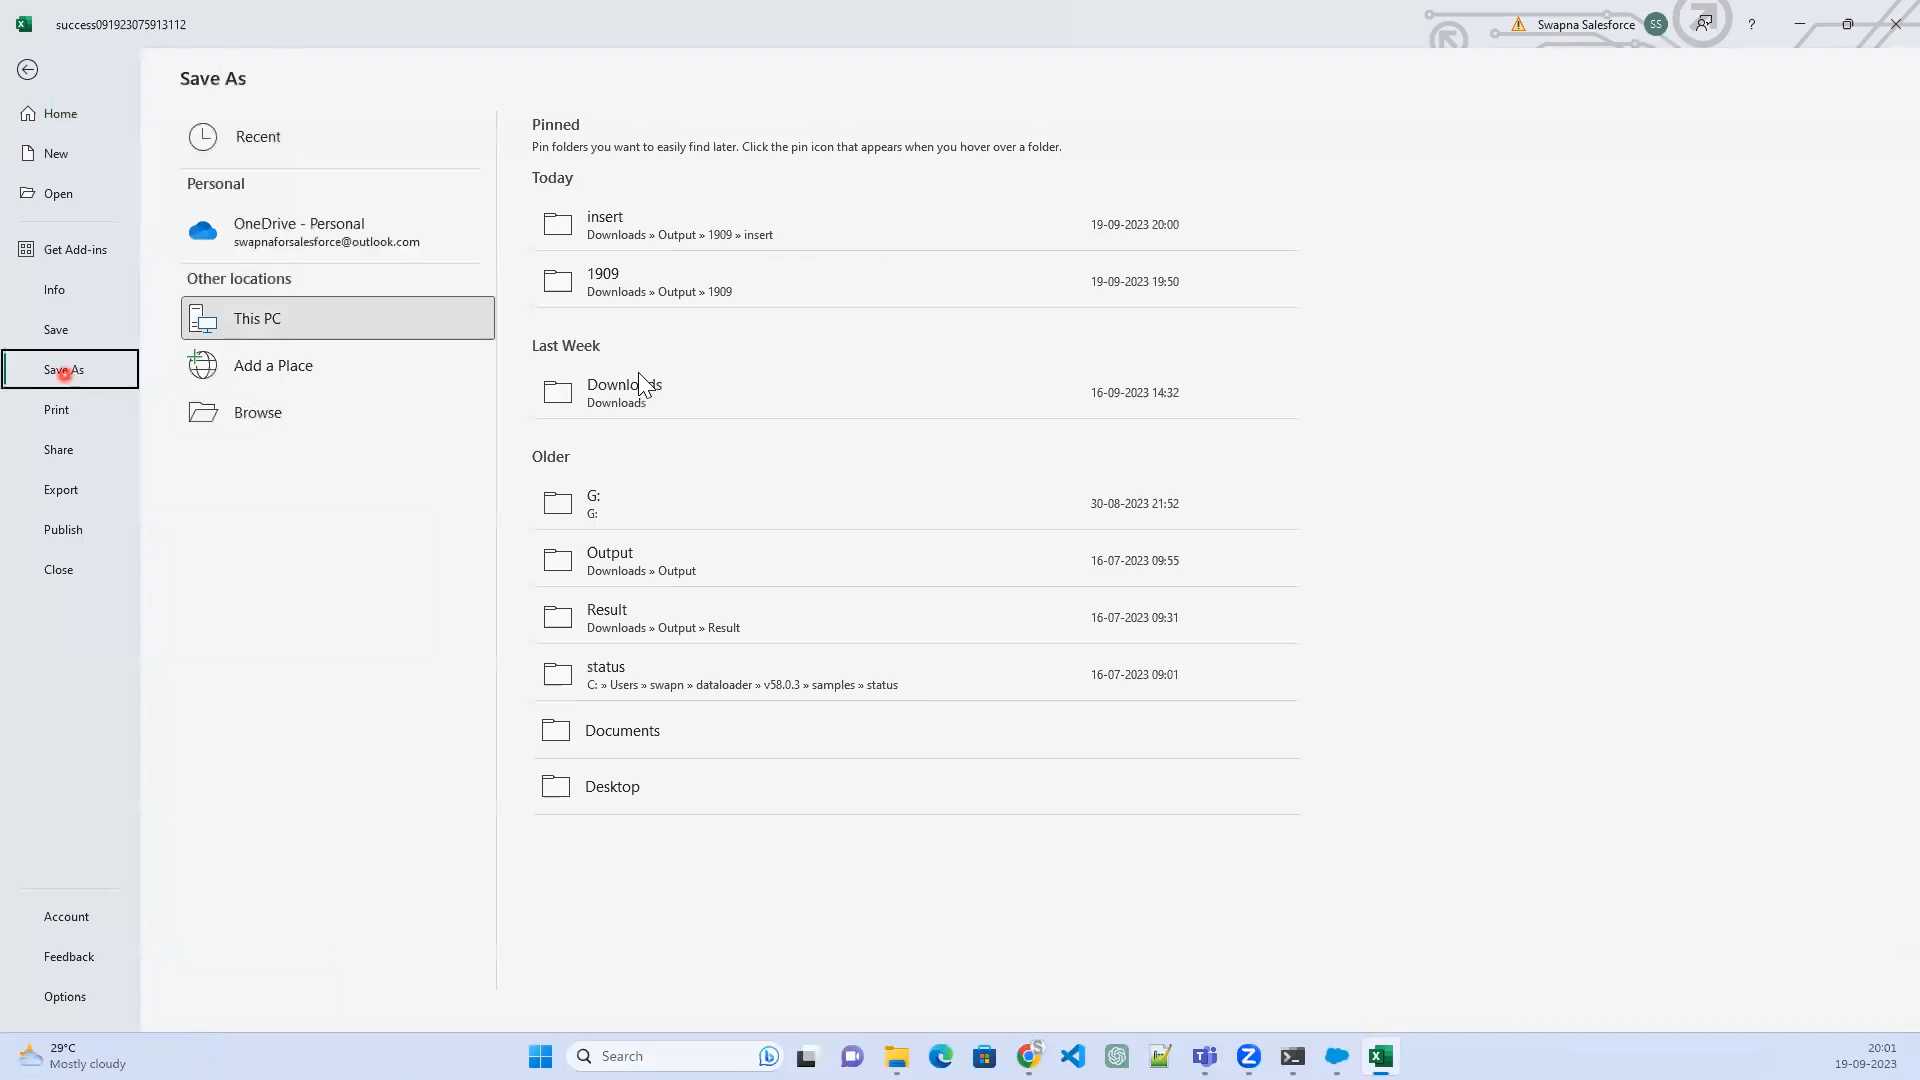 success091923075913112
Swapna Salesforce
SS
?
Save As
Home
New
Open
Get Add-ins
Info
Save
Save As
Print
Share
Export
Publish
Close
Account
Feedback
Options
Recent
Personal
OneDrive - Personal
swapnaforsalesforce@outlook.com
Other locations
This PC
Add a Place
Browse
Pinned
Pin folders you want to easily find later. Click the pin icon that appears when you hover over a folder.
Today
insert
Downloads » Output » 1909 » insert
19-09-2023 20:00
1909
Downloads » Output » 1909
19-09-2023 19:50
Last Week
Downloads
Downloads
16-09-2023 14:32
Older
G:
G:
30-08-2023 21:52
Output
Downloads » Output
16-07-2023 09:55
Result
Downloads » Output » Result
16-07-2023 09:31
status
C: » Users » swapn » dataloader » v58.0.3 » samples » status
16-07-2023 09:01
Documents
Desktop
29°C
Mostly cloudy
Search
20:01
19-09-2023